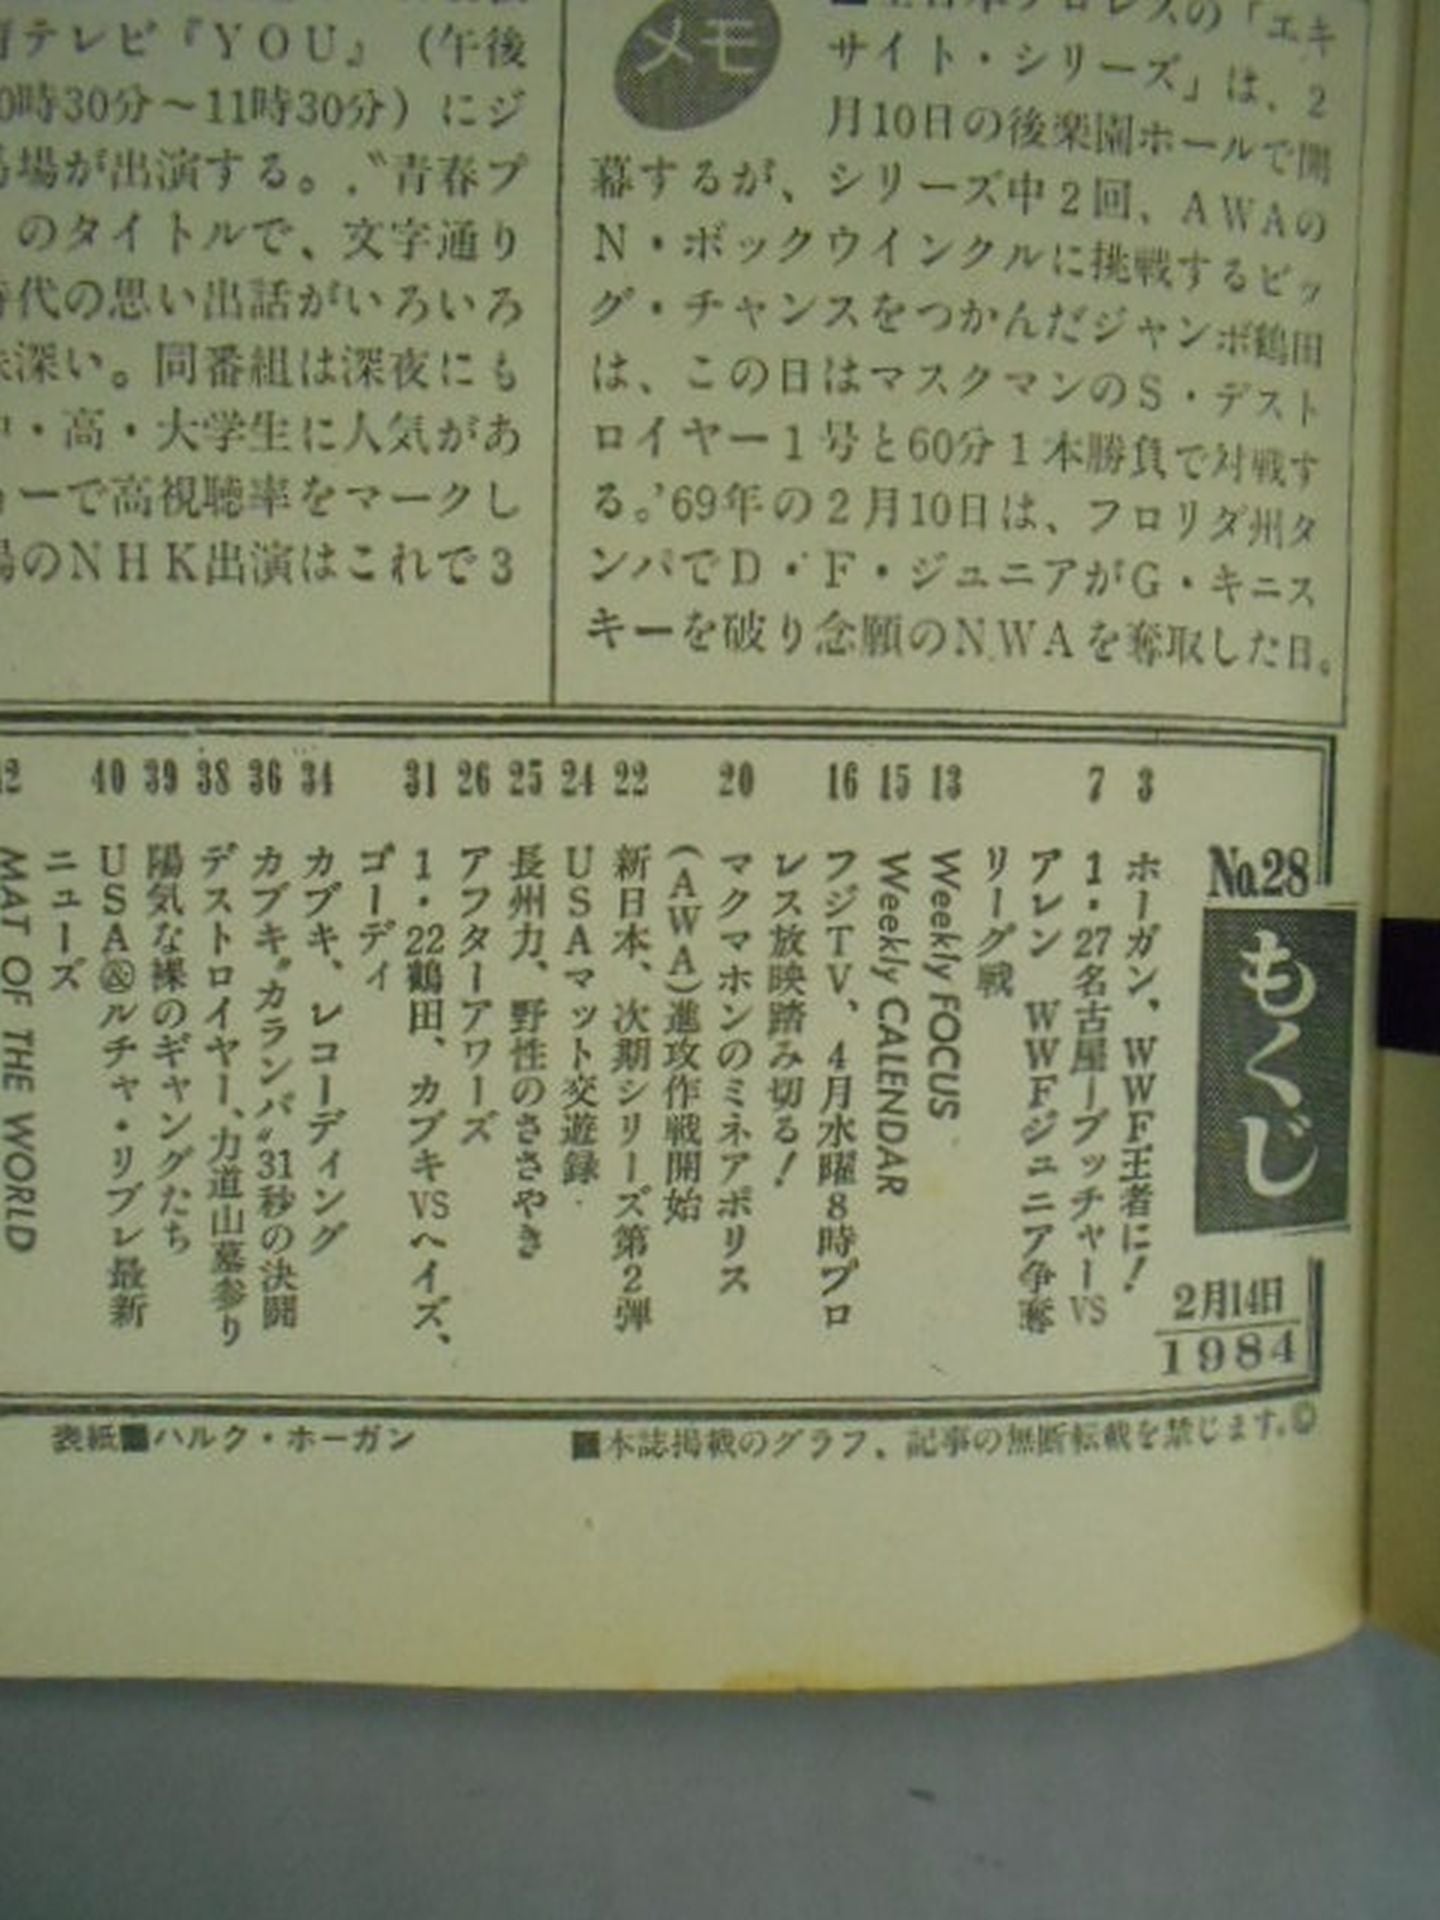 テレビ『ＹＯＵ』（午後
時30分～11時30分）にジ
場が出演する。〝青春プ
のタイトルで、文字通り
代の思い出話がいろいろ
深い。同番組は深夜にも
・高・大学生に人気があ
ーで高視聴率をマークし
のＮＨＫ出演はこれで３
メモ
プロレスの「エキ
サイト・シリーズ」は、２
月10日の後楽園ホールで開
幕するが、シリーズ中２回、ＡＷＡの
Ｎ・ボックウインクルに挑戦するビッ
グ・チャンスをつかんだジャンボ鶴田
は、この日はマスクマンのＳ・デスト
ロイヤー１号と60分１本勝負で対戦す
る。'69年の２月10日は、フロリダ州タ
ンパでＤ・Ｆ・ジュニアがＧ・キニス
キーを破り念願のＮＷＡを奪取した日。
No.28
もくじ
２月14日
1984
3 ホーガン、ＷＷＦ王者に！
7 1・27名古屋ーブッチャーVS
アレン ＷＷＦジュニア争奪
リーグ戦
13 Weekly FOCUS
15 Weekly CALENDAR
16 フジＴＶ、４月水曜８時プロ
レス放映踏み切る！
20 マクマホンのミネアポリス
（ＡＷＡ）進攻作戦開始
22 新日本、次期シリーズ第２弾
24 ＵＳＡマット交遊録
25 長州力、野性のささやき
26 アフターアワーズ
31 1・22鶴田、カブキVSヘイズ、
ゴーディ
34 カブキ、レコーディング
36 カブキ〝カランバ〟31秒の決闘
38 デストロイヤー、力道山墓参り
39 陽気な裸のギャングたち
40 ＵＳＡ&ルチャ・リブレ最新
ニューズ
MAT OF THE WORLD
表紙■ハルク・ホーガン
■本誌掲載のグラフ、記事の無断転載を禁じます。©